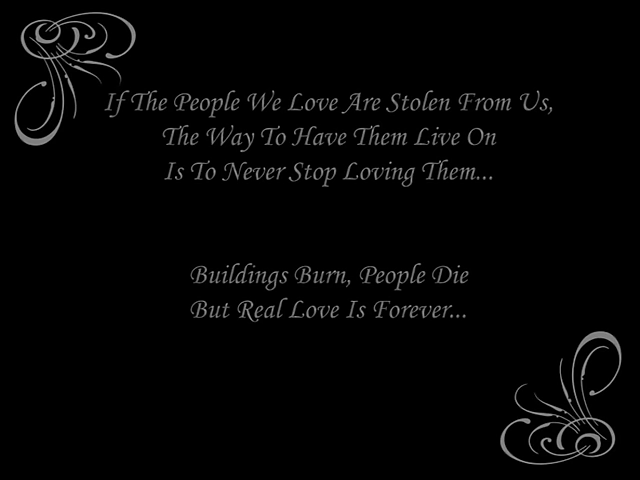 If The People We Love Are Stolen From Us,
The Way To Have Them Live On
Is To Never Stop Loving Them...
Buildings Burn, People Die
But Real Love Is Forever...